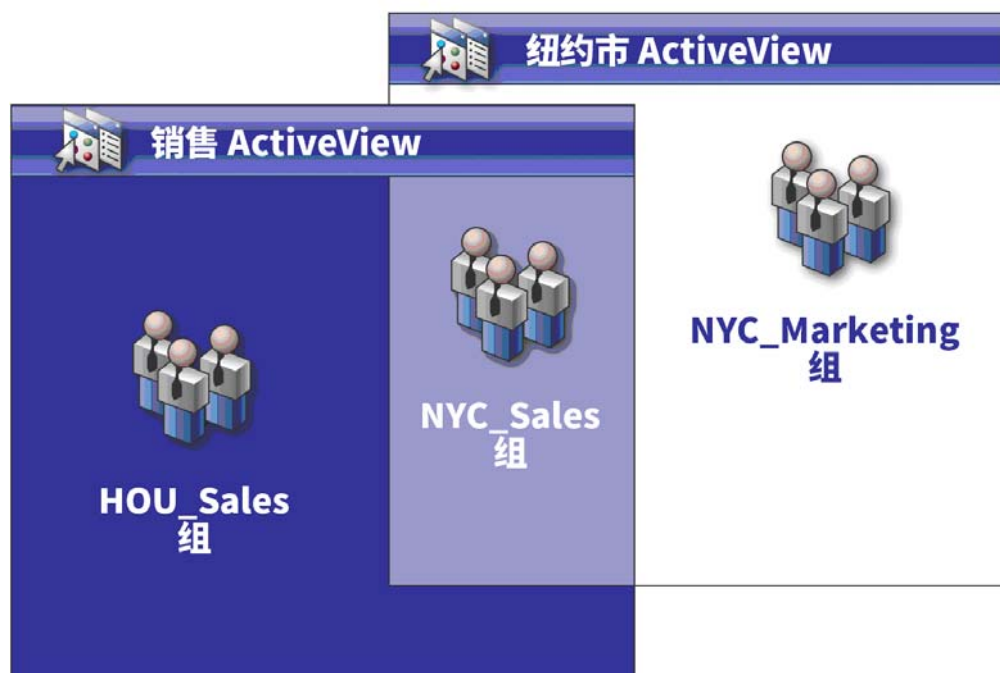 纽约市 ActiveView
销售 ActiveView
NYC_Marketing
组
NYC_Sales
组
HOU_Sales
组